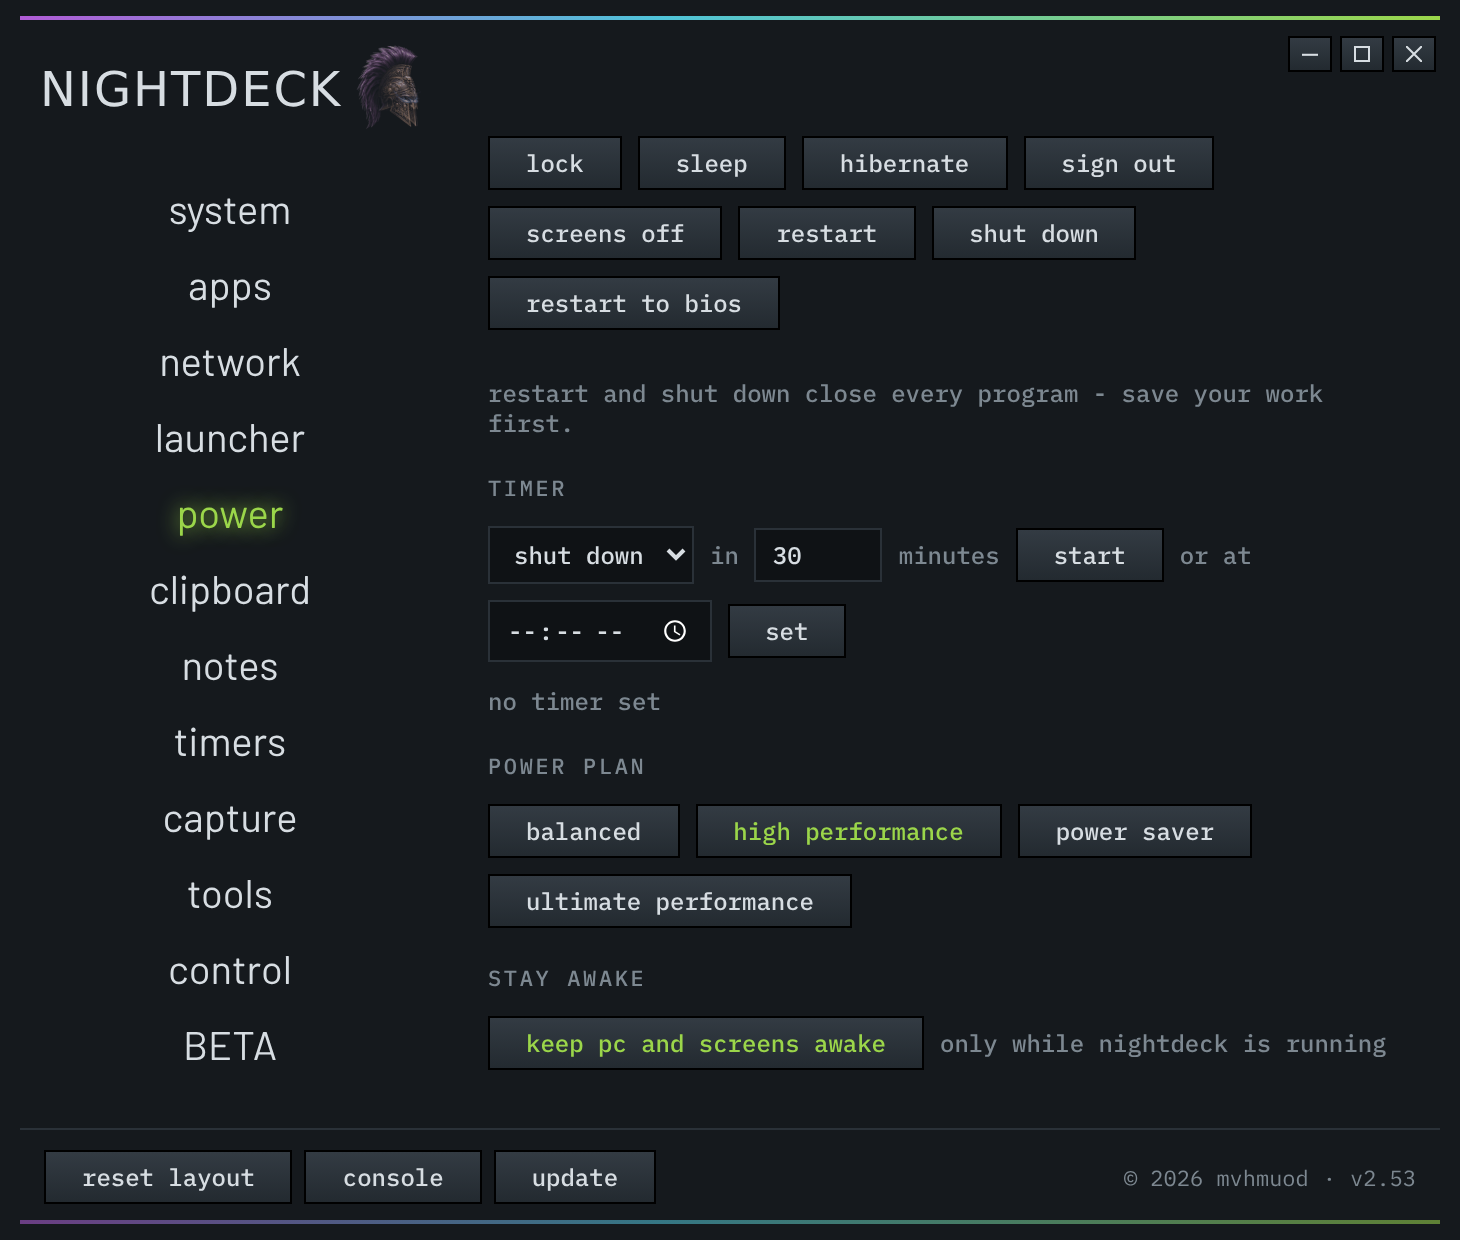 NIGHTDECK
system
apps
network
launcher
power
clipboard
notes
timers
capture
tools
control
BETA
lock sleep hibernate sign out
screens off restart shut down
restart to bios
restart and shut down close every program - save your work
first.
TIMER
shut down in 30 minutes start or at
--:-- -- set
no timer set
POWER PLAN
balanced high performance power saver
ultimate performance
STAY AWAKE
keep pc and screens awake only while nightdeck is running
reset layout console update © 2026 mvhmuod · v2.53